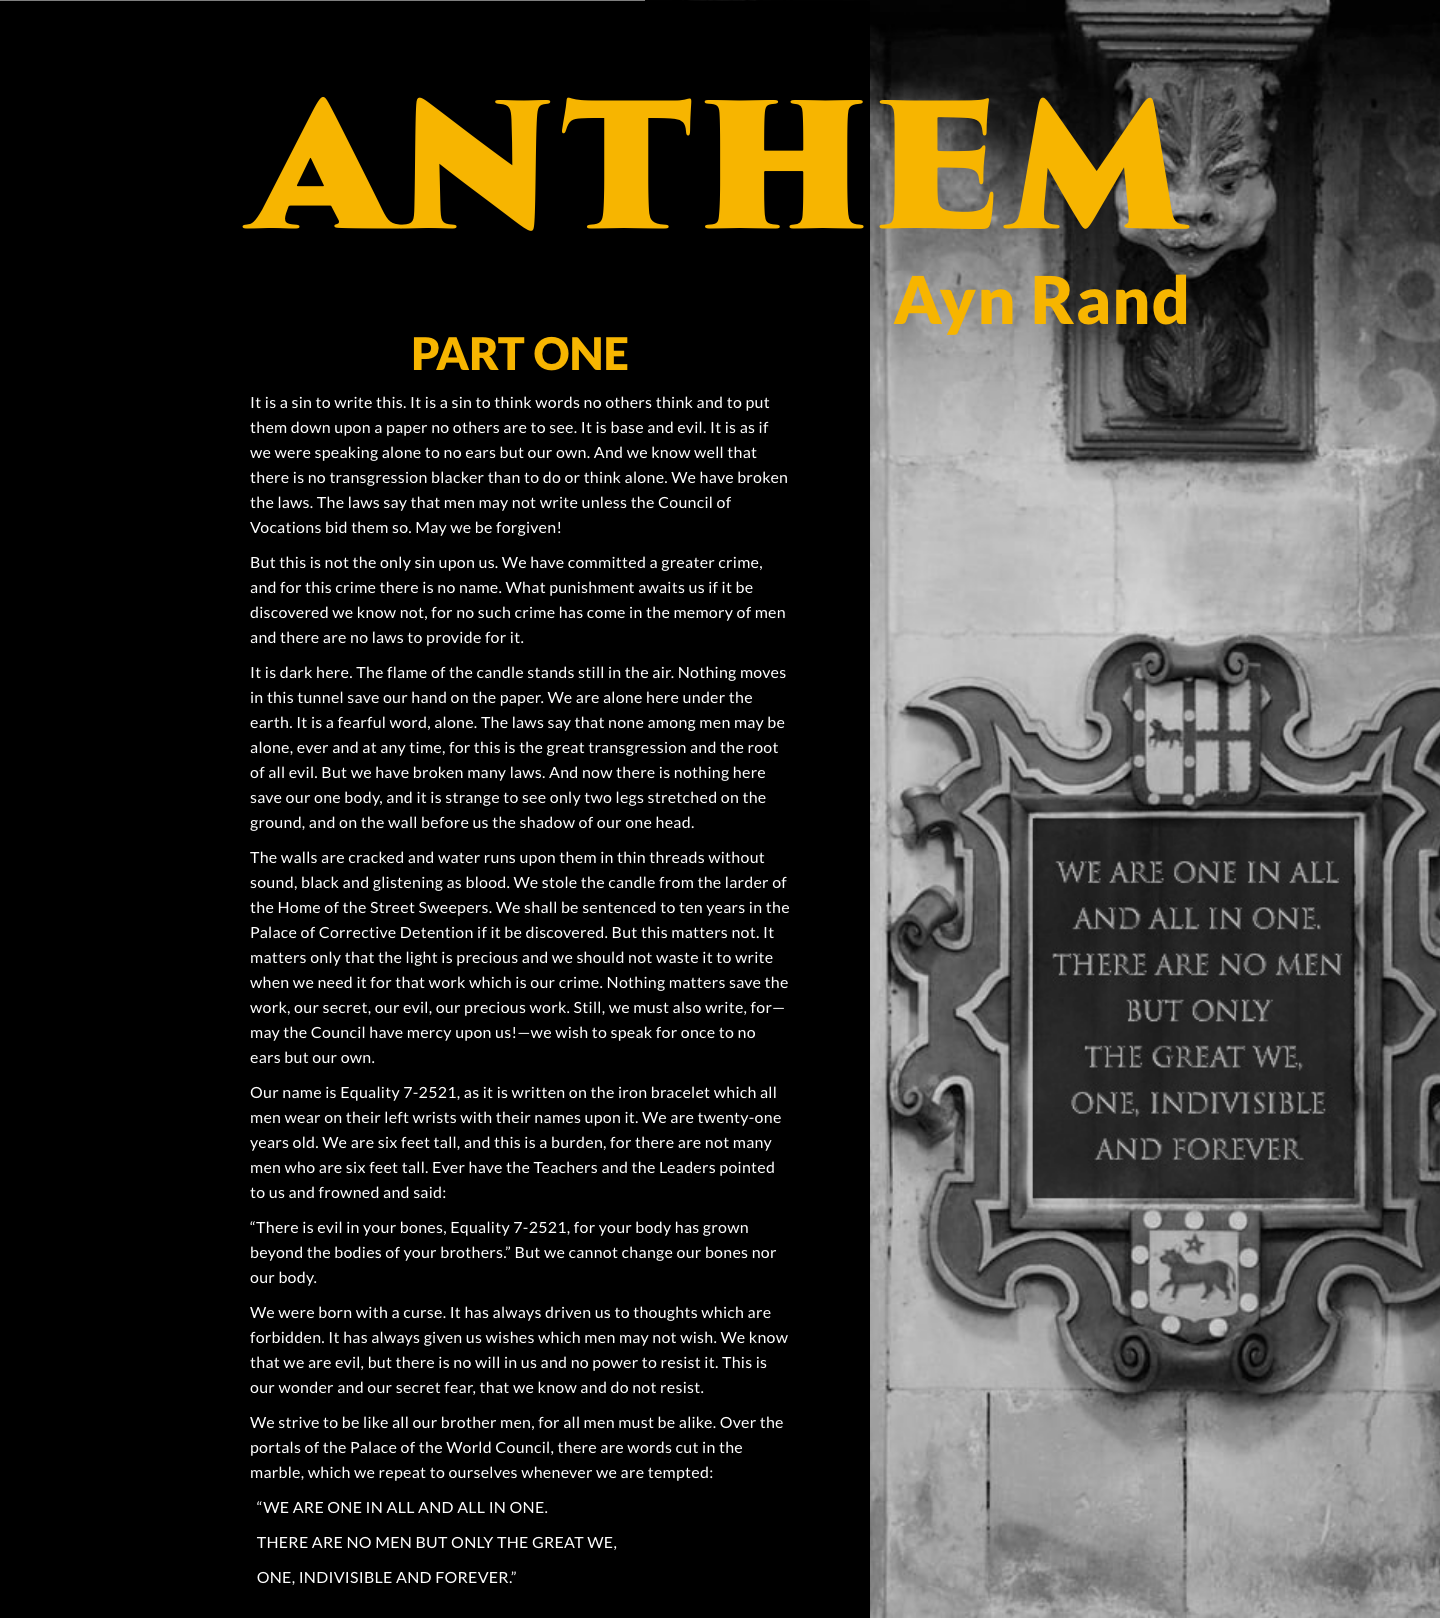 ANTHEM
Ayn Rand
PART ONE
It is a sin to write this. It is a sin to think words no others think and to put
them down upon a paper no others are to see. It is base and evil. It is as if
we were speaking alone to no ears but our own. And we know well that
there is no transgression blacker than to do or think alone. We have broken
the laws. The laws say that men may not write unless the Council of
Vocations bid them so. May we be forgiven!
But this is not the only sin upon us. We have committed a greater crime,
and for this crime there is no name. What punishment awaits us if it be
discovered we know not, for no such crime has come in the memory of men
and there are no laws to provide for it.
It is dark here. The flame of the candle stands still in the air. Nothing moves
in this tunnel save our hand on the paper. We are alone here under the
earth. It is a fearful word, alone. The laws say that none among men may be
alone, ever and at any time, for this is the great transgression and the root
of all evil. But we have broken many laws. And now there is nothing here
save our one body, and it is strange to see only two legs stretched on the
ground, and on the wall before us the shadow of our one head.
The walls are cracked and water runs upon them in thin threads without
sound, black and glistening as blood. We stole the candle from the larder of
the Home of the Street Sweepers. We shall be sentenced to ten years in the
Palace of Corrective Detention if it be discovered. But this matters not. It
matters only that the light is precious and we should not waste it to write
when we need it for that work which is our crime. Nothing matters save the
work, our secret, our evil, our precious work. Still, we must also write, for—
may the Council have mercy upon us!—we wish to speak for once to no
ears but our own.
Our name is Equality 7-2521, as it is written on the iron bracelet which all
men wear on their left wrists with their names upon it. We are twenty-one
years old. We are six feet tall, and this is a burden, for there are not many
men who are six feet tall. Ever have the Teachers and the Leaders pointed
to us and frowned and said:
“There is evil in your bones, Equality 7-2521, for your body has grown
beyond the bodies of your brothers.” But we cannot change our bones nor
our body.
We were born with a curse. It has always driven us to thoughts which are
forbidden. It has always given us wishes which men may not wish. We know
that we are evil, but there is no will in us and no power to resist it. This is
our wonder and our secret fear, that we know and do not resist.
We strive to be like all our brother men, for all men must be alike. Over the
portals of the Palace of the World Council, there are words cut in the
marble, which we repeat to ourselves whenever we are tempted:
“WE ARE ONE IN ALL AND ALL IN ONE.
THERE ARE NO MEN BUT ONLY THE GREAT WE,
ONE, INDIVISIBLE AND FOREVER.”
WE ARE ONE IN ALL
AND ALL IN ONE.
THERE ARE NO MEN
BUT ONLY
THE GREAT WE,
ONE, INDIVISIBLE
AND FOREVER